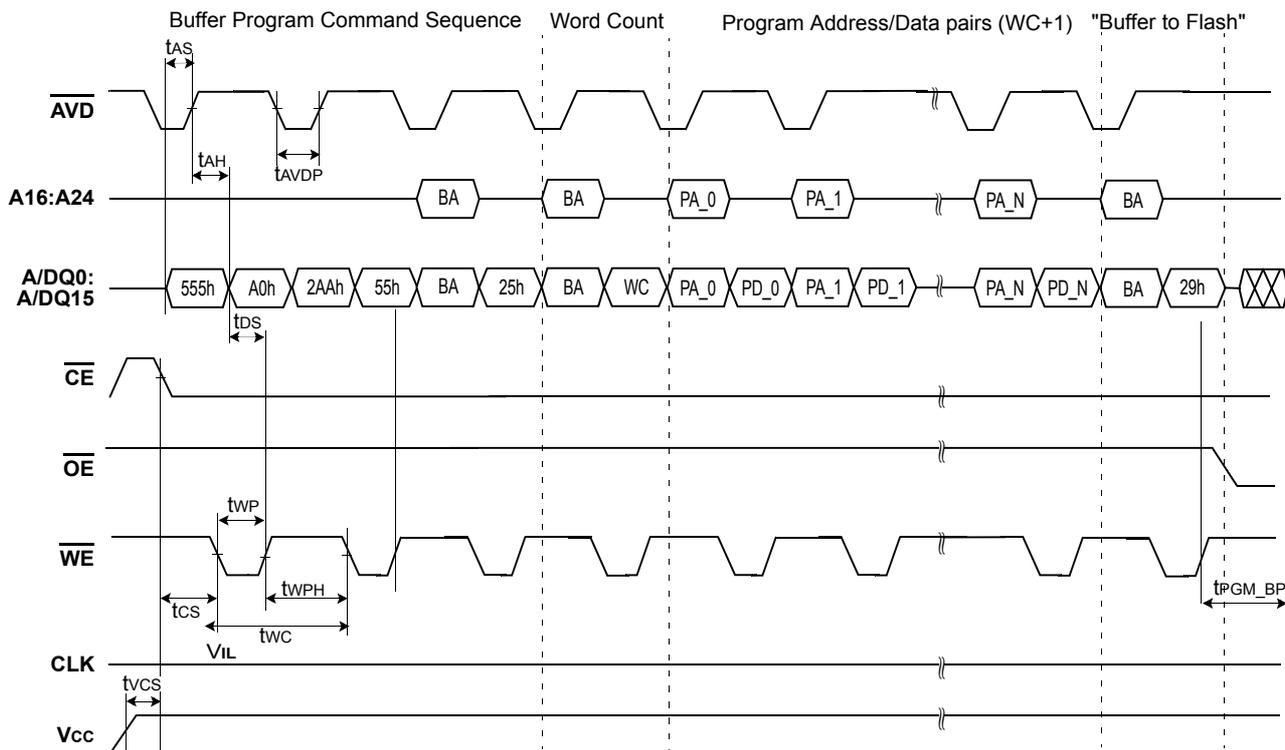 Buffer Program Command Sequence Word Count Program Address/Data pairs (WC+1) "Buffer to Flash"
tAS
AVD
tAH
tAVDP
A16:A24 BA BA PA_0 PA_1 PA_N BA
A/DQ0:
A/DQ15
555h A0h 2AAh 55h BA 25h BA WC PA_0 PD_0 PA_1 PD_1 PA_N PD_N BA 29h
tDS
CE
OE
tWP
WE
tWPH
tPGM_BP
tCS
tWC
VIL
CLK
tVCS
Vcc